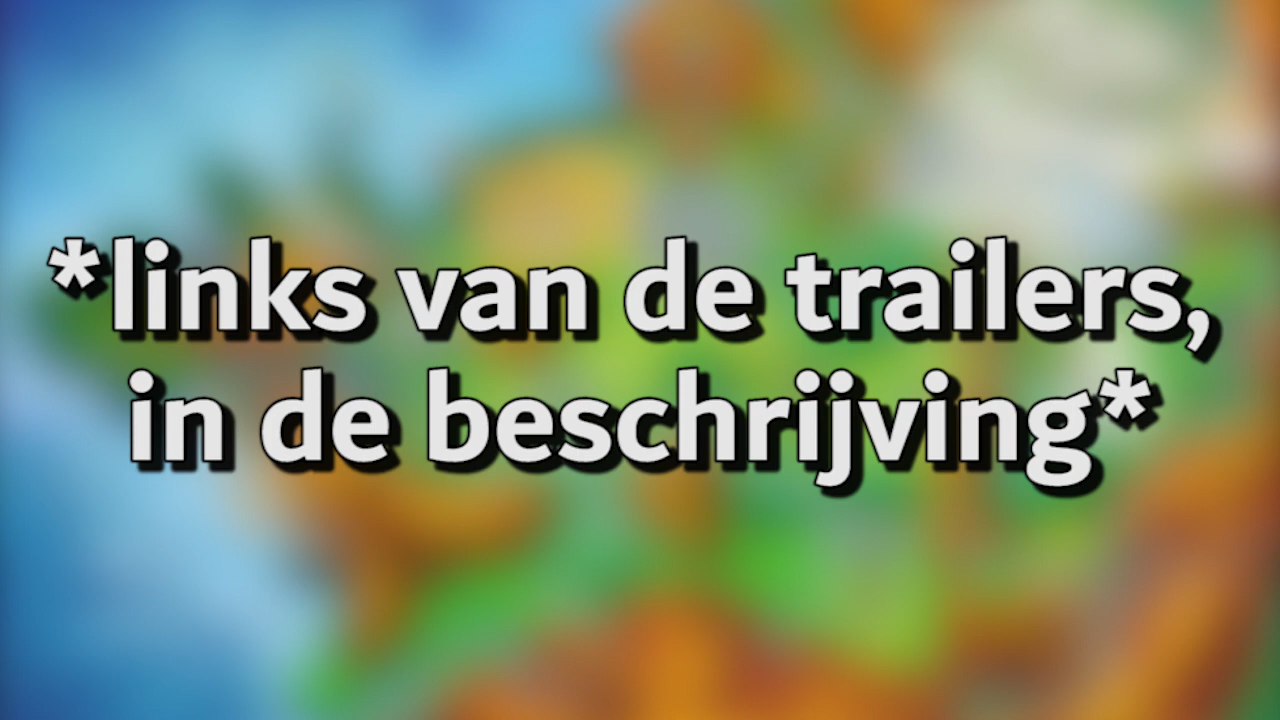 *links van de trailers,
in de beschrijving*